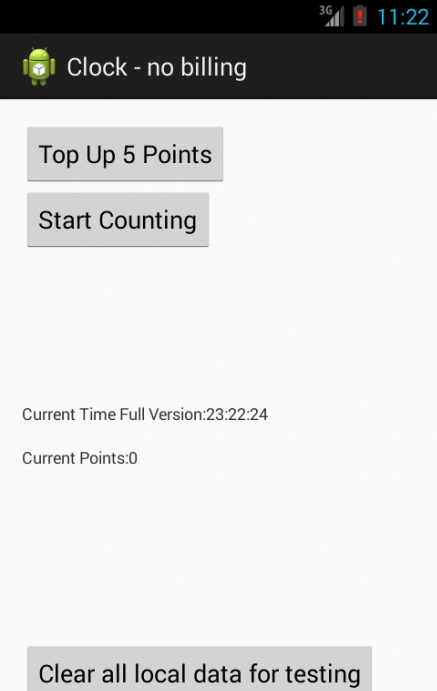 3G 11:22
Clock - no billing
Top Up 5 Points
Start Counting
Current Time Full Version:23:22:24
Current Points:0
Clear all local data for testing